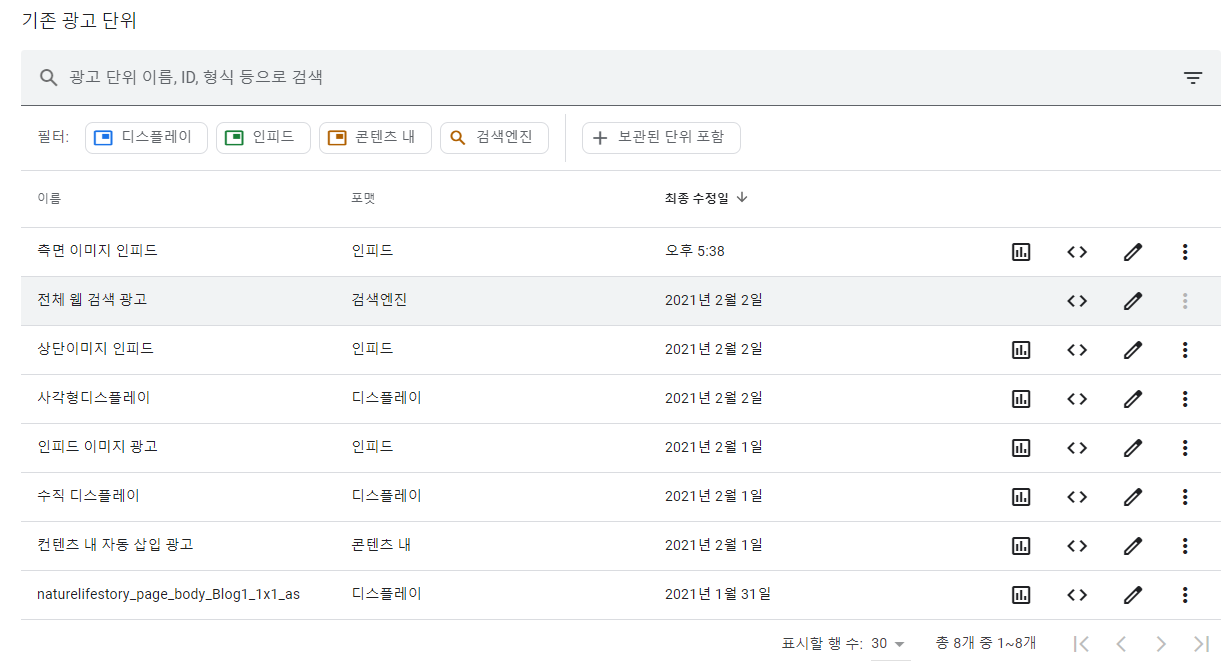 기존 광고 단위
광고 단위 이름, ID, 형식 등으로 검색
필터: 디스플레이 인피드 콘텐츠 내 검색엔진 보관된 단위 포함
이름 포맷 최종 수정일
측면 이미지 인피드 인피드 오후 5:38
전체 웹 검색 광고 검색엔진 2021년 2월 2일
상단이미지 인피드 인피드 2021년 2월 2일
사각형디스플레이 디스플레이 2021년 2월 2일
인피드 이미지 광고 인피드 2021년 2월 1일
수직 디스플레이 디스플레이 2021년 2월 1일
컨텐츠 내 자동 삽입 광고 콘텐츠 내 2021년 2월 1일
naturelifestory_page_body_Blog1_1x1_as 디스플레이 2021년 1월 31일
표시할 행 수: 30 총 8개 중 1~8개